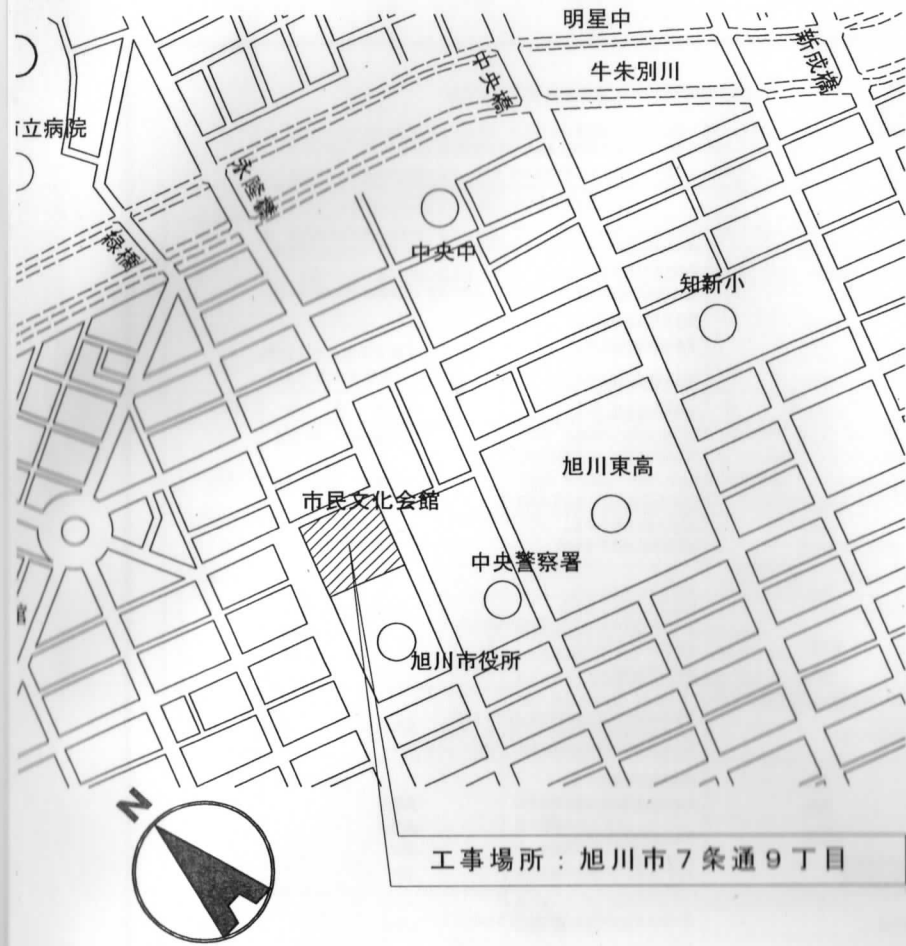 明星中
牛朱別川
中央橋
新成橋
市立病院
永隆橋
緑橋
中央中
知新小
旭川東高
市民文化会館
中央警察署
館
旭川市役所
N
工事場所:旭川市7条通9丁目